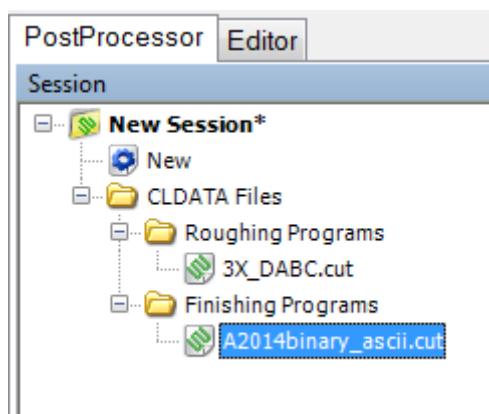 PostProcessor Editor
Session
New Session*
New
CLDATA Files
Roughing Programs
3X_DABC.cut
Finishing Programs
A2014binary_ascii.cut